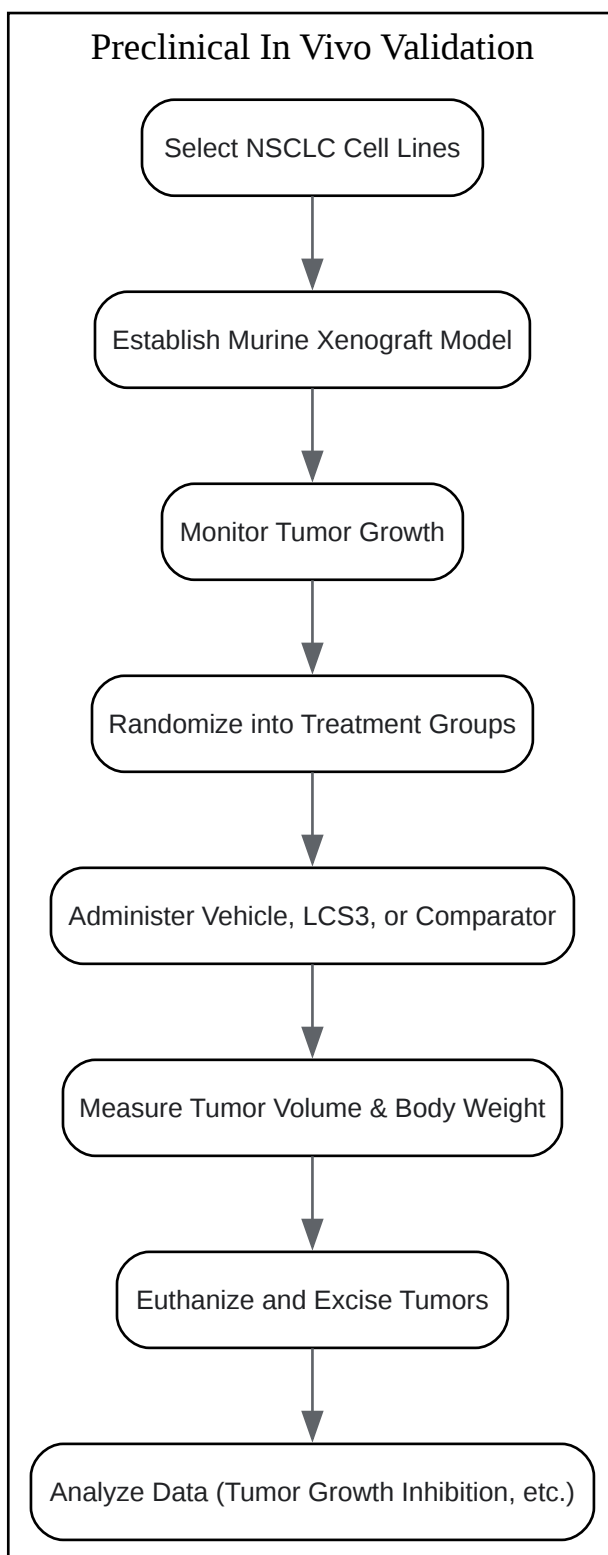 Preclinical In Vivo Validation
Select NSCLC Cell Lines
Establish Murine Xenograft Model
Monitor Tumor Growth
Randomize into Treatment Groups
Administer Vehicle, LCS3, or Comparator
Measure Tumor Volume & Body Weight
Euthanize and Excise Tumors
Analyze Data (Tumor Growth Inhibition, etc.)